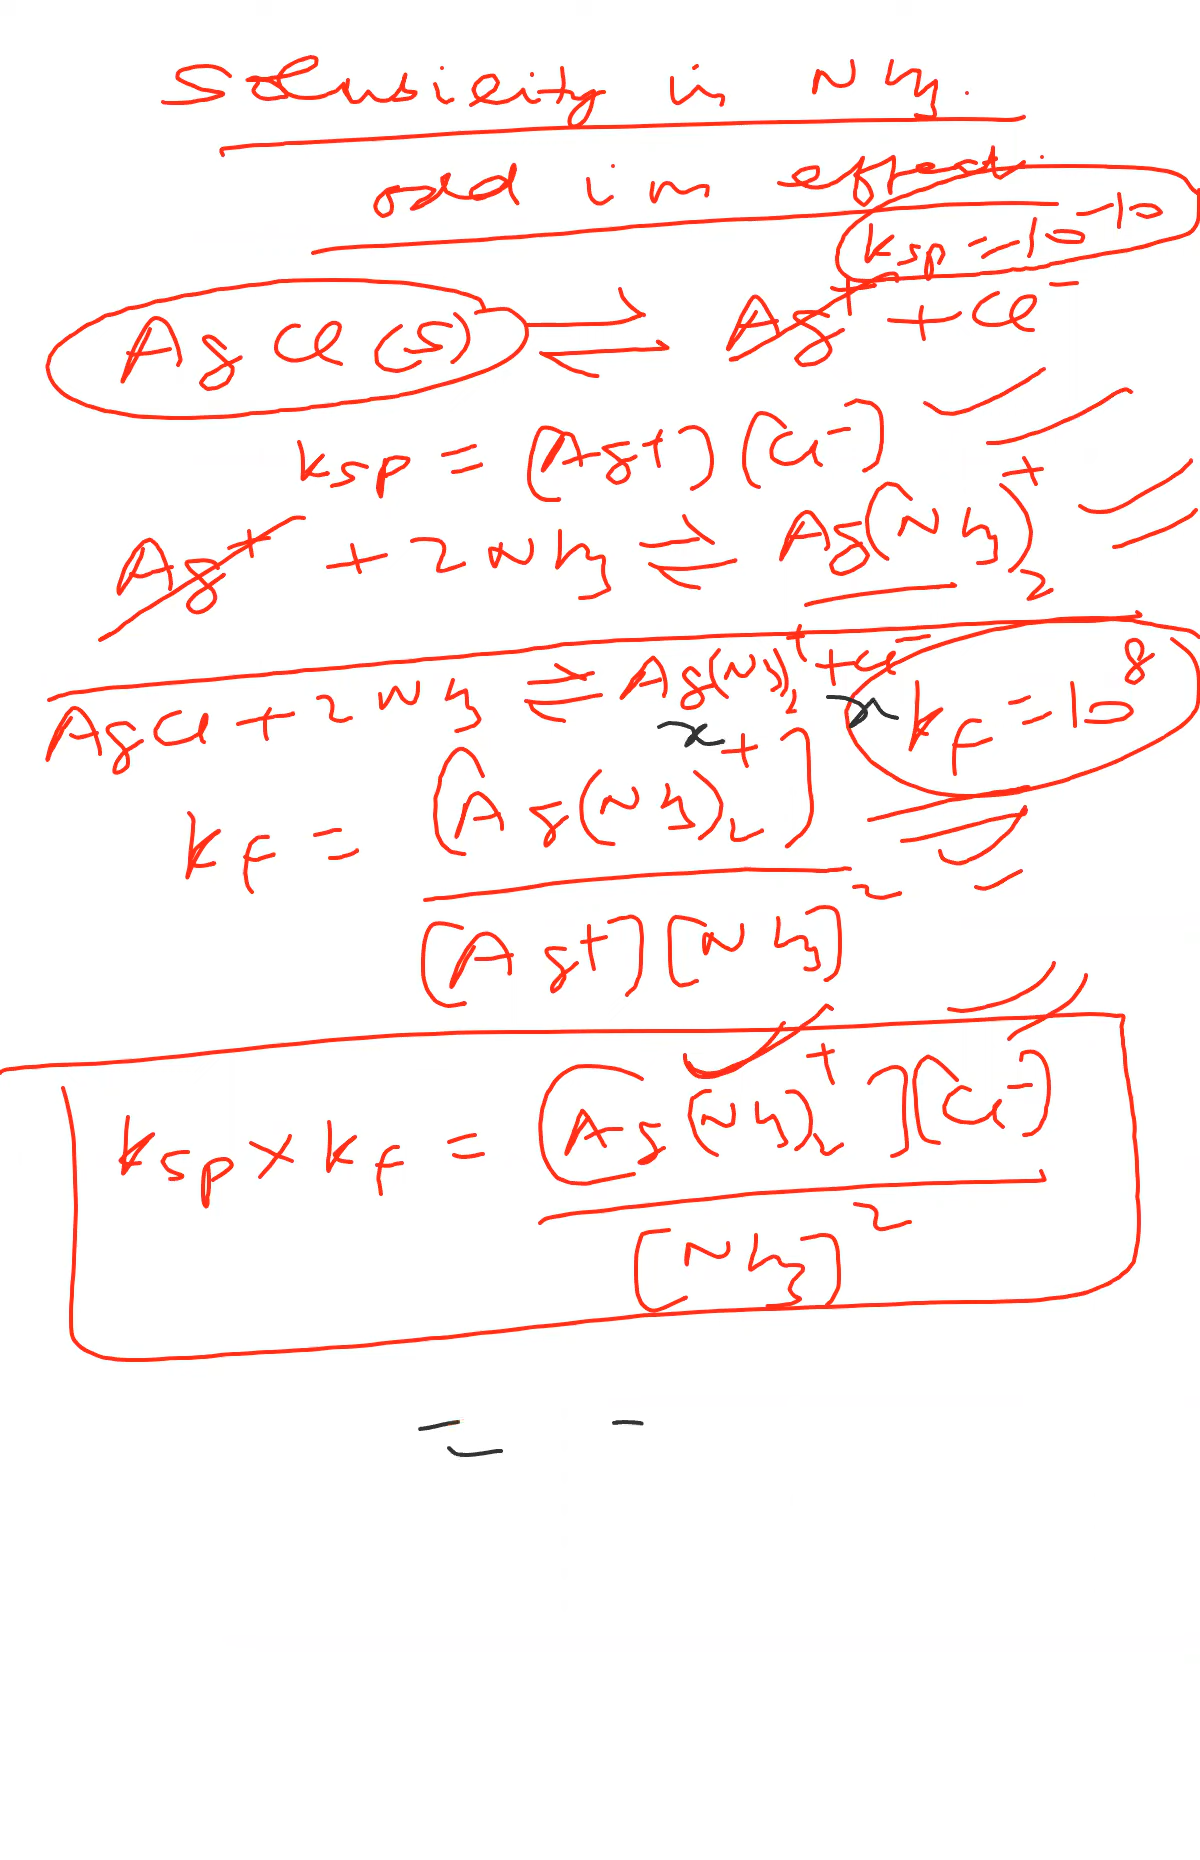 Solubility in NH3.
odd ion effect.
Ksp = 10^-10
AgCl (s) ⇌ Ag+ + Cl-
Ksp = [Ag+] [Cl-]
Ag+ + 2NH3 ⇌ Ag(NH3)2+
AgCl + 2NH3 ⇌ Ag(NH3)2+ + Cl-
x x
Kf = 10^8
Kf = [Ag(NH3)2+] / [Ag+] [NH3]^2
Ksp × Kf = [Ag(NH3)2+] [Cl-] / [NH3]^2